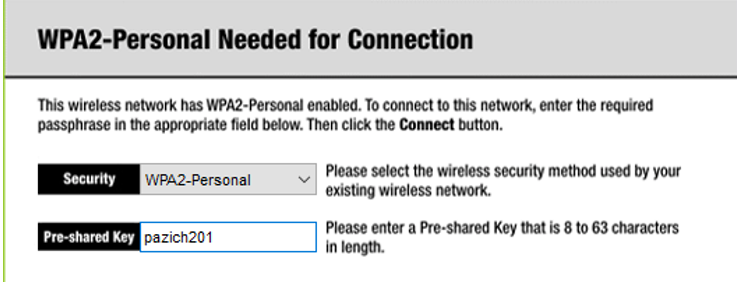 WPA2-Personal Needed for Connection
This wireless network has WPA2-Personal enabled. To connect to this network, enter the required
passphrase in the appropriate field below. Then click the Connect button.
Security WPA2-Personal Please select the wireless security method used by your
existing wireless network.
Pre-shared Key pazich201 Please enter a Pre-shared Key that is 8 to 63 characters
in length.